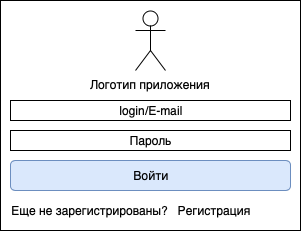 Логотип приложения
login/E-mail
Пароль
Войти
Еще не зарегистрированы? Регистрация